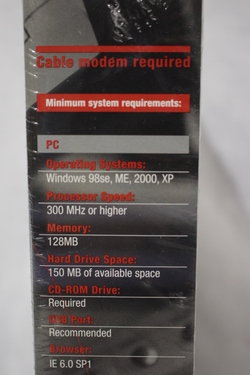 Cable modem required
Minimum system requirements:
PC
Operating Systems:
Windows 98se, ME, 2000, XP
Processor Speed:
300 MHz or higher
Memory:
128MB
Hard Drive Space:
150 MB of available space
CD-ROM Drive:
Required
USB Port:
Recommended
Browser:
IE 6.0 SP1